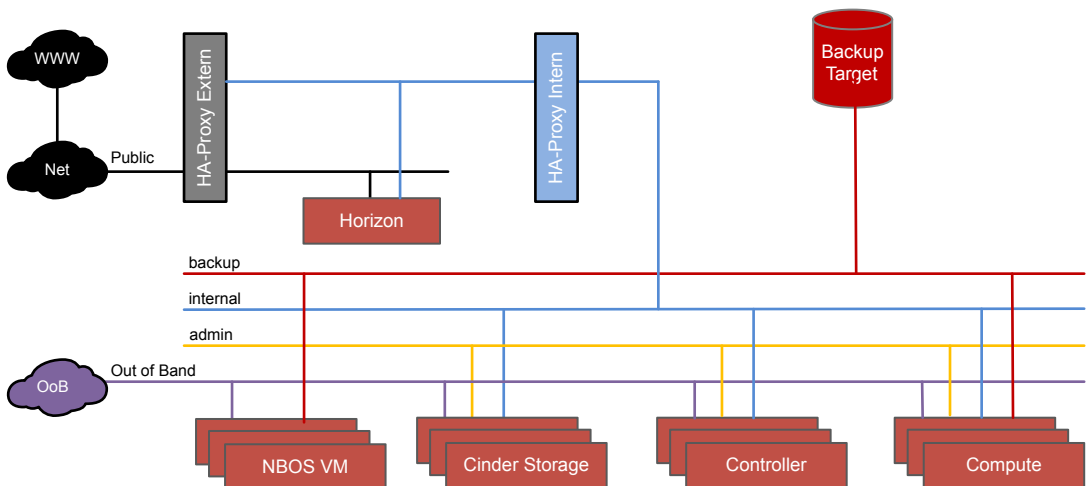 WWW
HA-Proxy Extern
HA-Proxy Intern
Backup
Target
Net
Public
Horizon
backup
internal
admin
OoB
Out of Band
NBOS VM
Cinder Storage
Controller
Compute